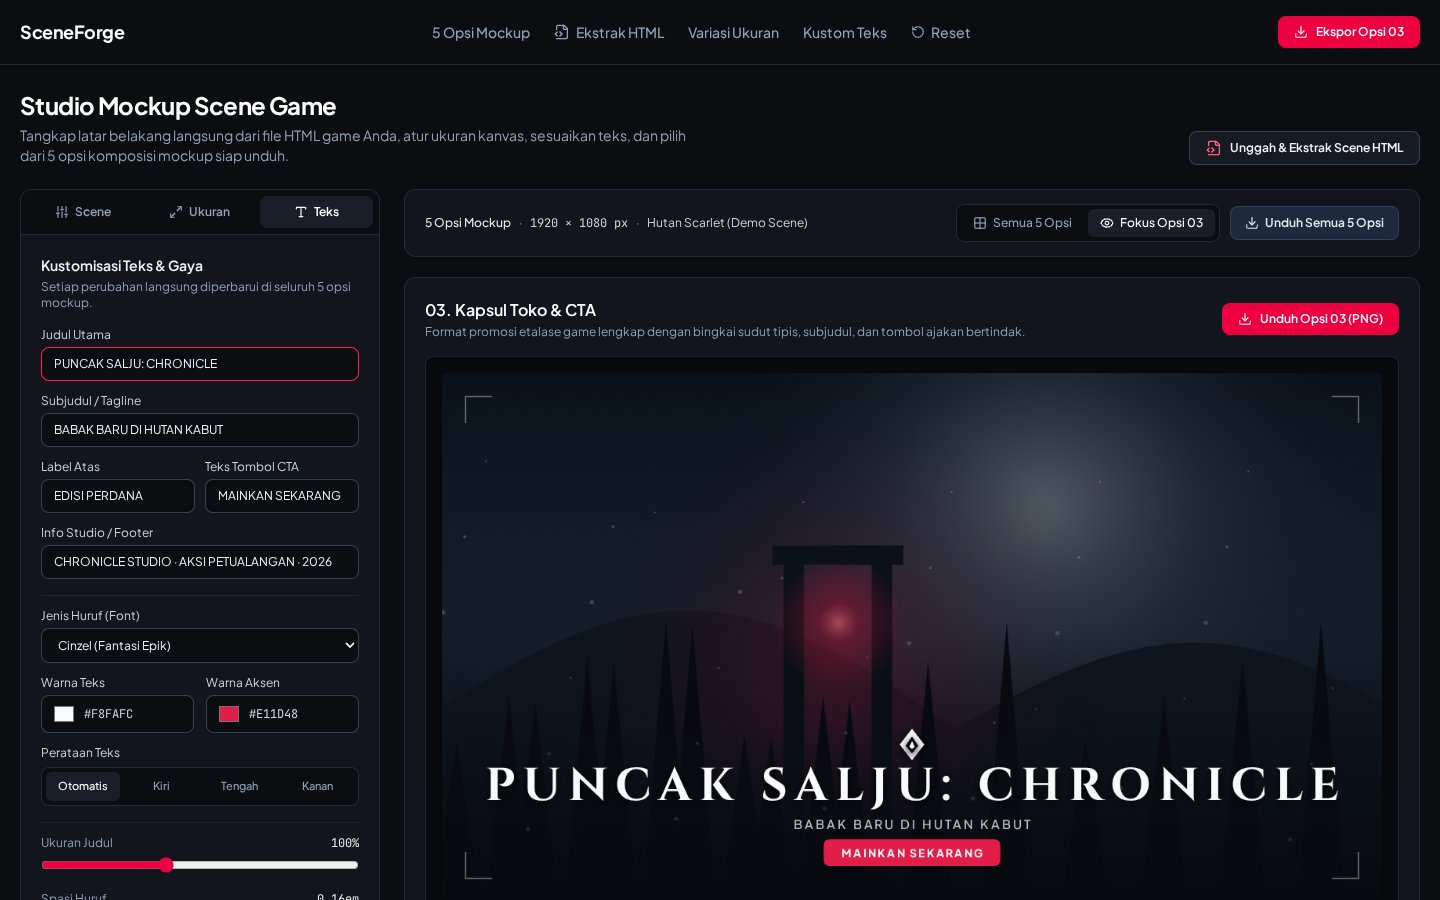 SceneForge
5 Opsi Mockup
Ekstrak HTML
Variasi Ukuran
Kustom Teks
Reset
Ekspor Opsi 03
Studio Mockup Scene Game
Tangkap latar belakang langsung dari file HTML game Anda, atur ukuran kanvas, sesuaikan teks, dan pilih
dari 5 opsi komposisi mockup siap unduh.
Unggah & Ekstrak Scene HTML
Scene
Ukuran
Teks
Kustomisasi Teks & Gaya
Setiap perubahan langsung diperbarui di seluruh 5 opsi
mockup.
Judul Utama
PUNCAK SALJU: CHRONICLE
Subjudul / Tagline
BABAK BARU DI HUTAN KABUT
Label Atas
Teks Tombol CTA
EDISI PERDANA
MAINKAN SEKARANG
Info Studio / Footer
CHRONICLE STUDIO · AKSI PETUALANGAN · 2026
Jenis Huruf (Font)
Cinzel (Fantasi Epik)
Warna Teks
Warna Aksen
#F8FAFC
#E11D48
Perataan Teks
Otomatis
Kiri
Tengah
Kanan
Ukuran Judul
100%
Spasi Huruf
0.16em
5 Opsi Mockup · 1920 × 1080 px · Hutan Scarlet (Demo Scene)
Semua 5 Opsi
Fokus Opsi 03
Unduh Semua 5 Opsi
03. Kapsul Toko & CTA
Format promosi etalase game lengkap dengan bingkai sudut tipis, subjudul, dan tombol ajakan bertindak.
Unduh Opsi 03 (PNG)
PUNCAK SALJU: CHRONICLE
BABAK BARU DI HUTAN KABUT
MAINKAN SEKARANG